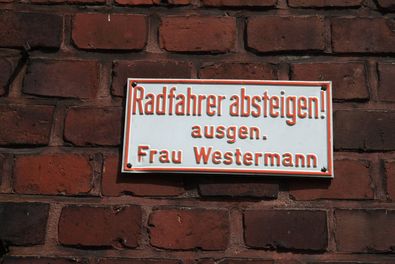 Radfahrer absteigen!
ausgen.
Frau Westermann